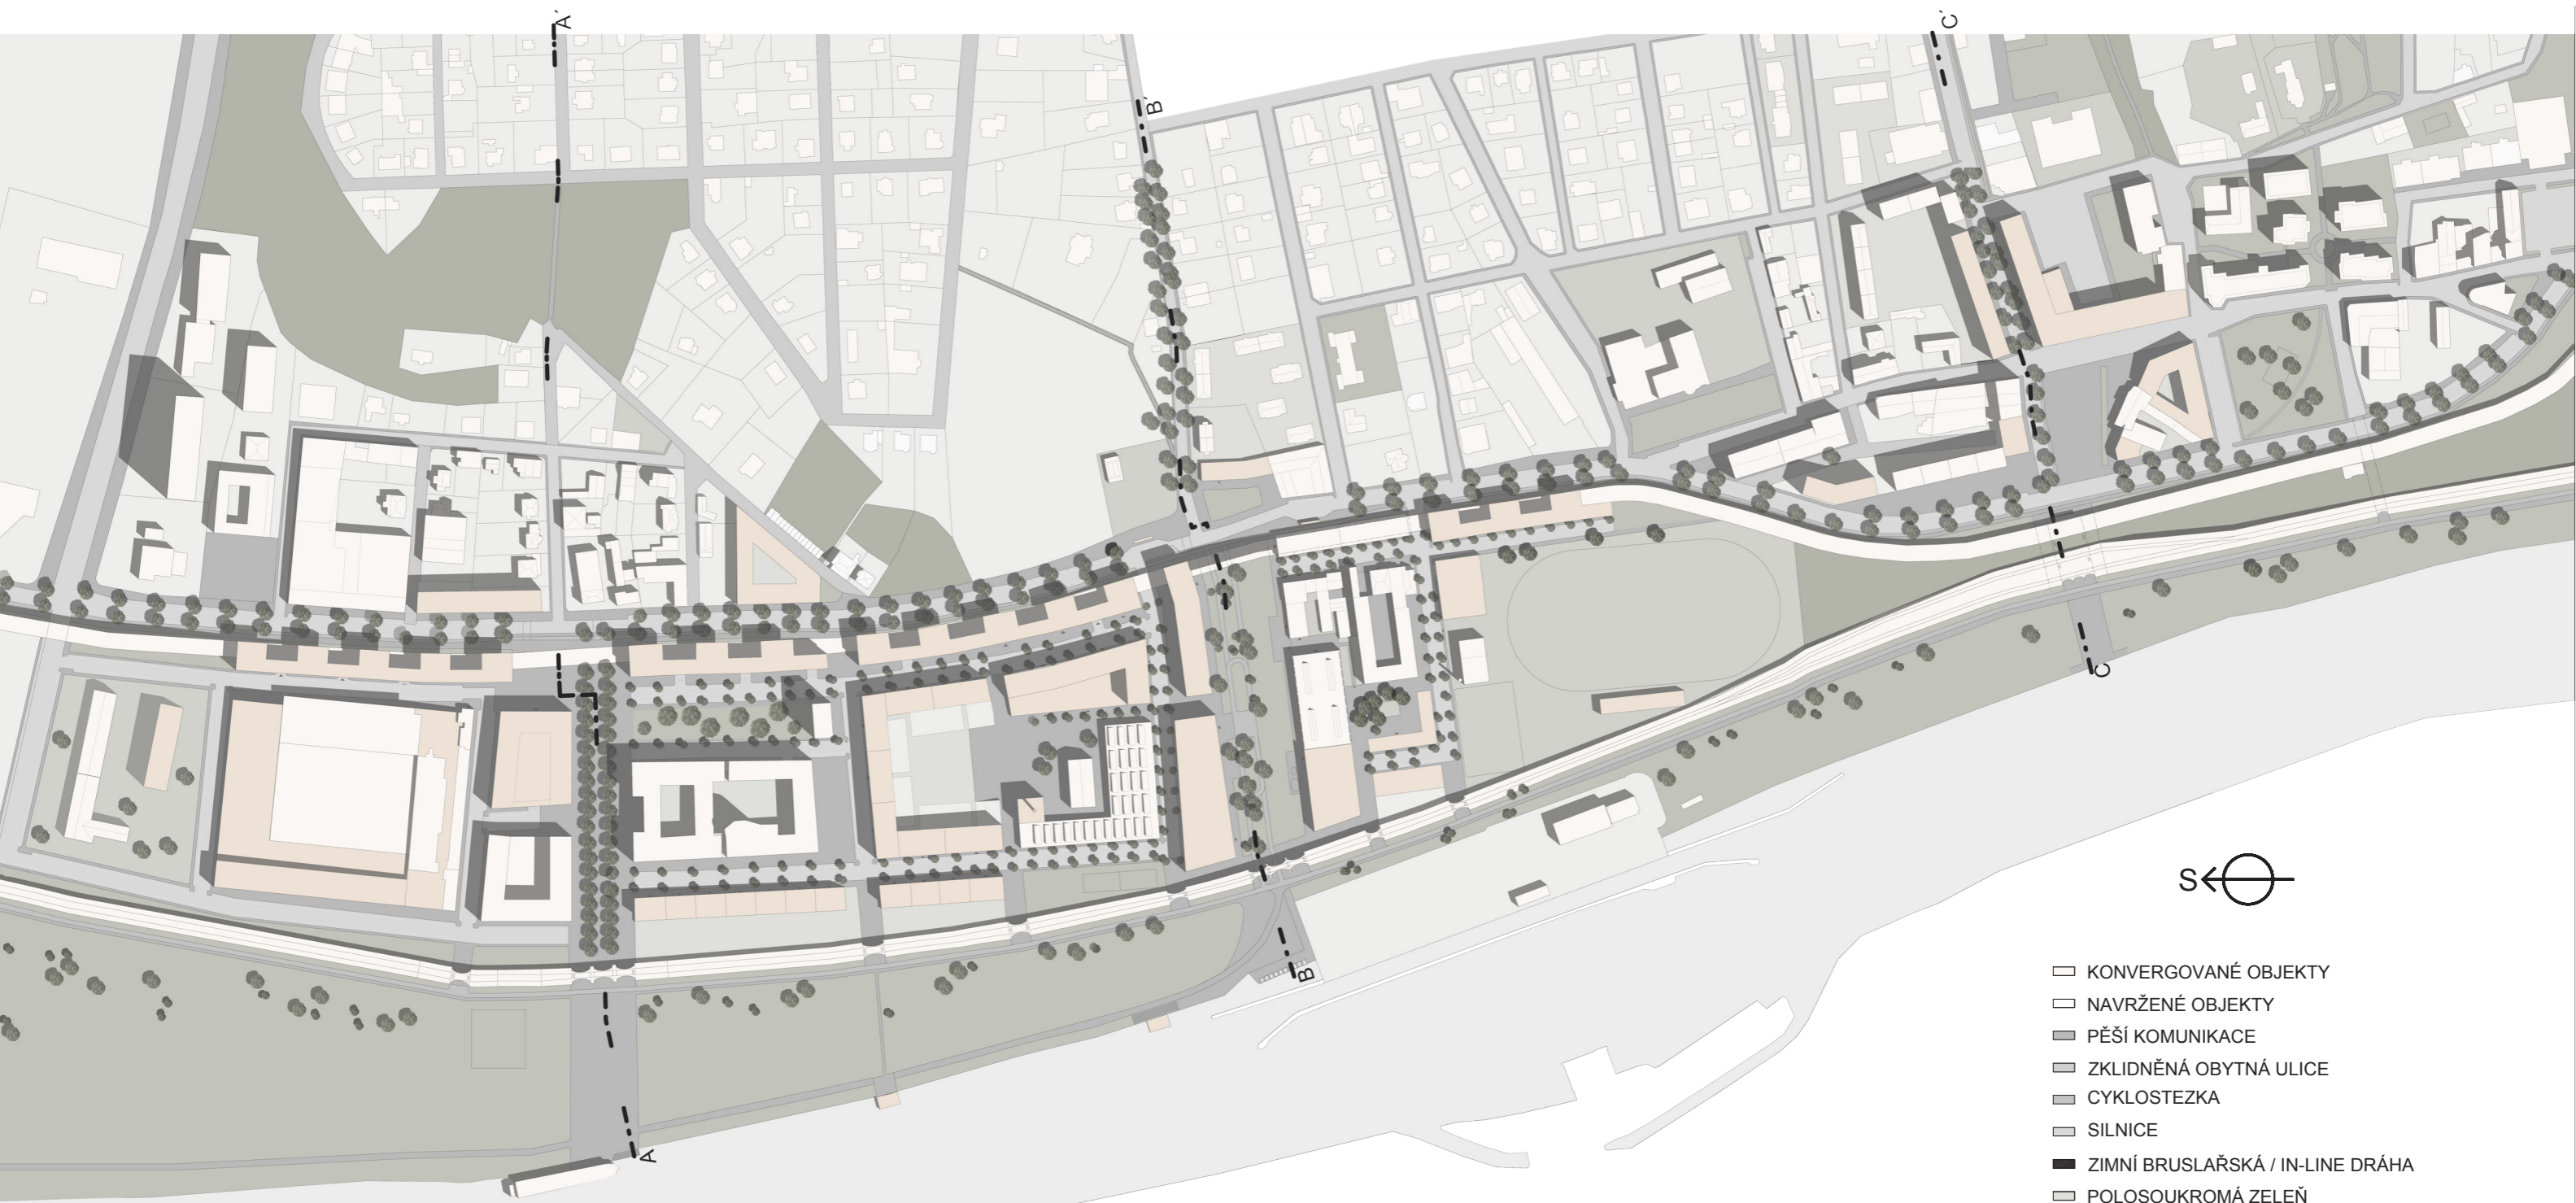 A'
C'
B'
C
S
B
A
KONVERGOVANÉ OBJEKTY
NAVRŽENÉ OBJEKTY
PĚŠÍ KOMUNIKACE
ZKLIDNĚNÁ OBYTNÁ ULICE
CYKLOSTEZKA
SILNICE
ZIMNÍ BRUSLAŘSKÁ / IN-LINE DRÁHA
POLOSOUKROMÁ ZELEŇ